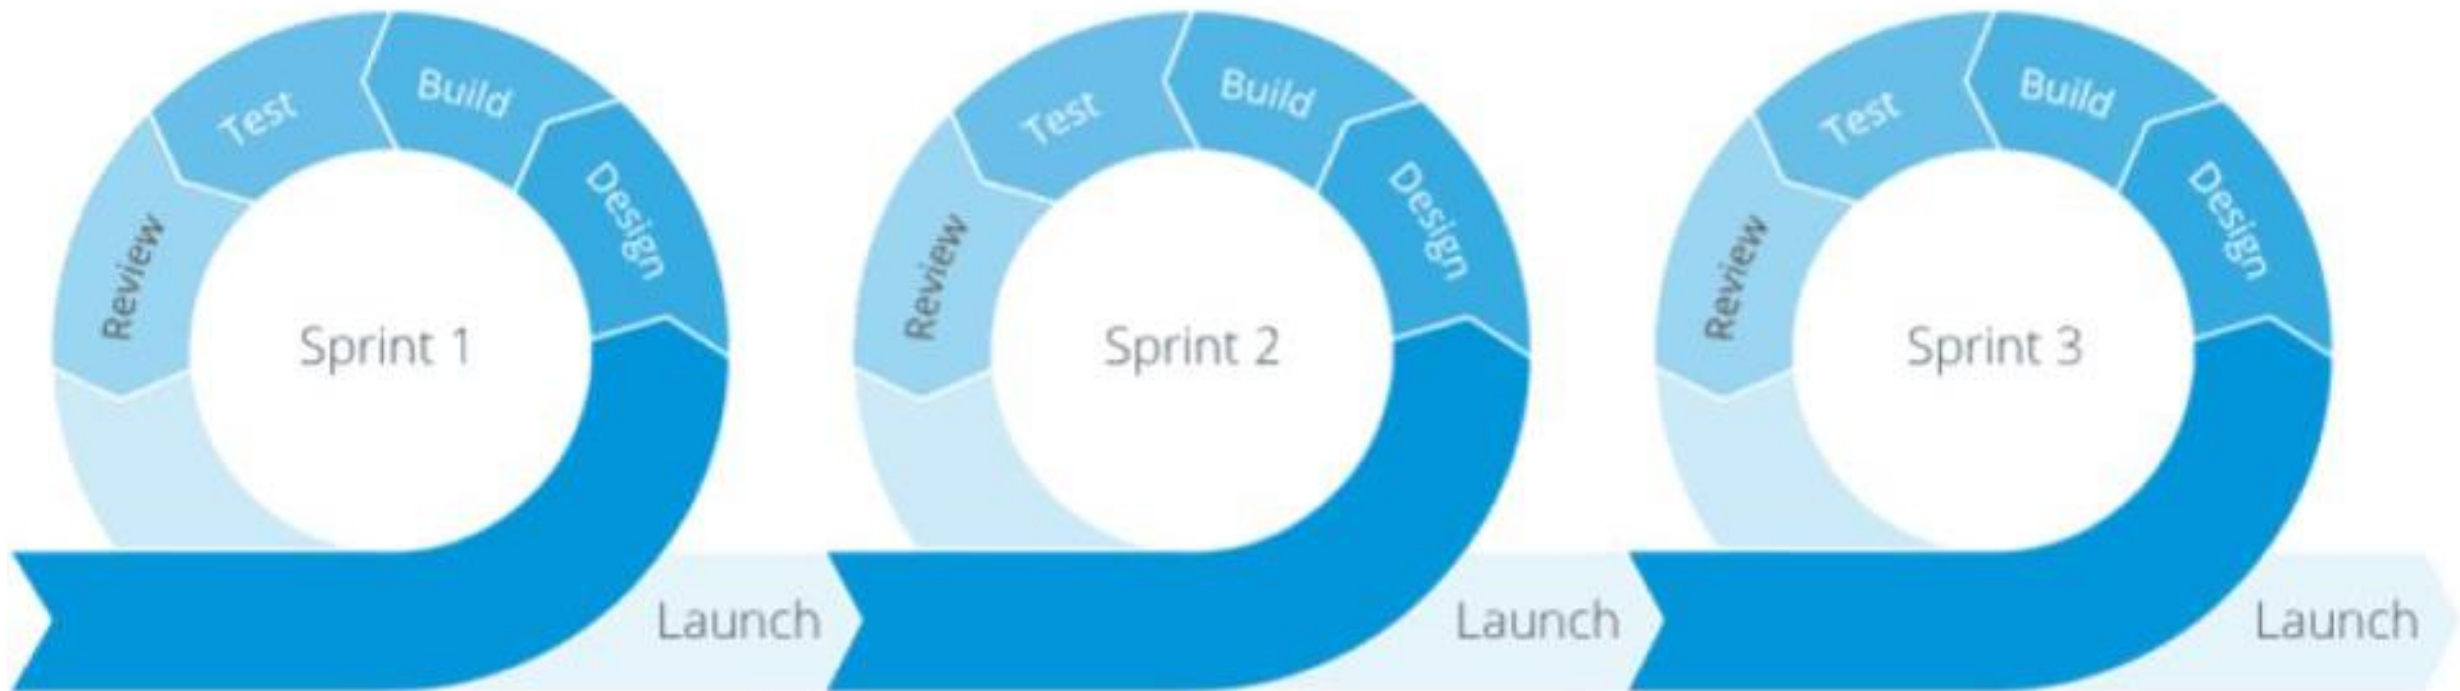 Build
Test
Design
Review
Sprint 1
Launch
Build
Test
Design
Review
Sprint 2
Launch
Build
Test
Design
Review
Sprint 3
Launch